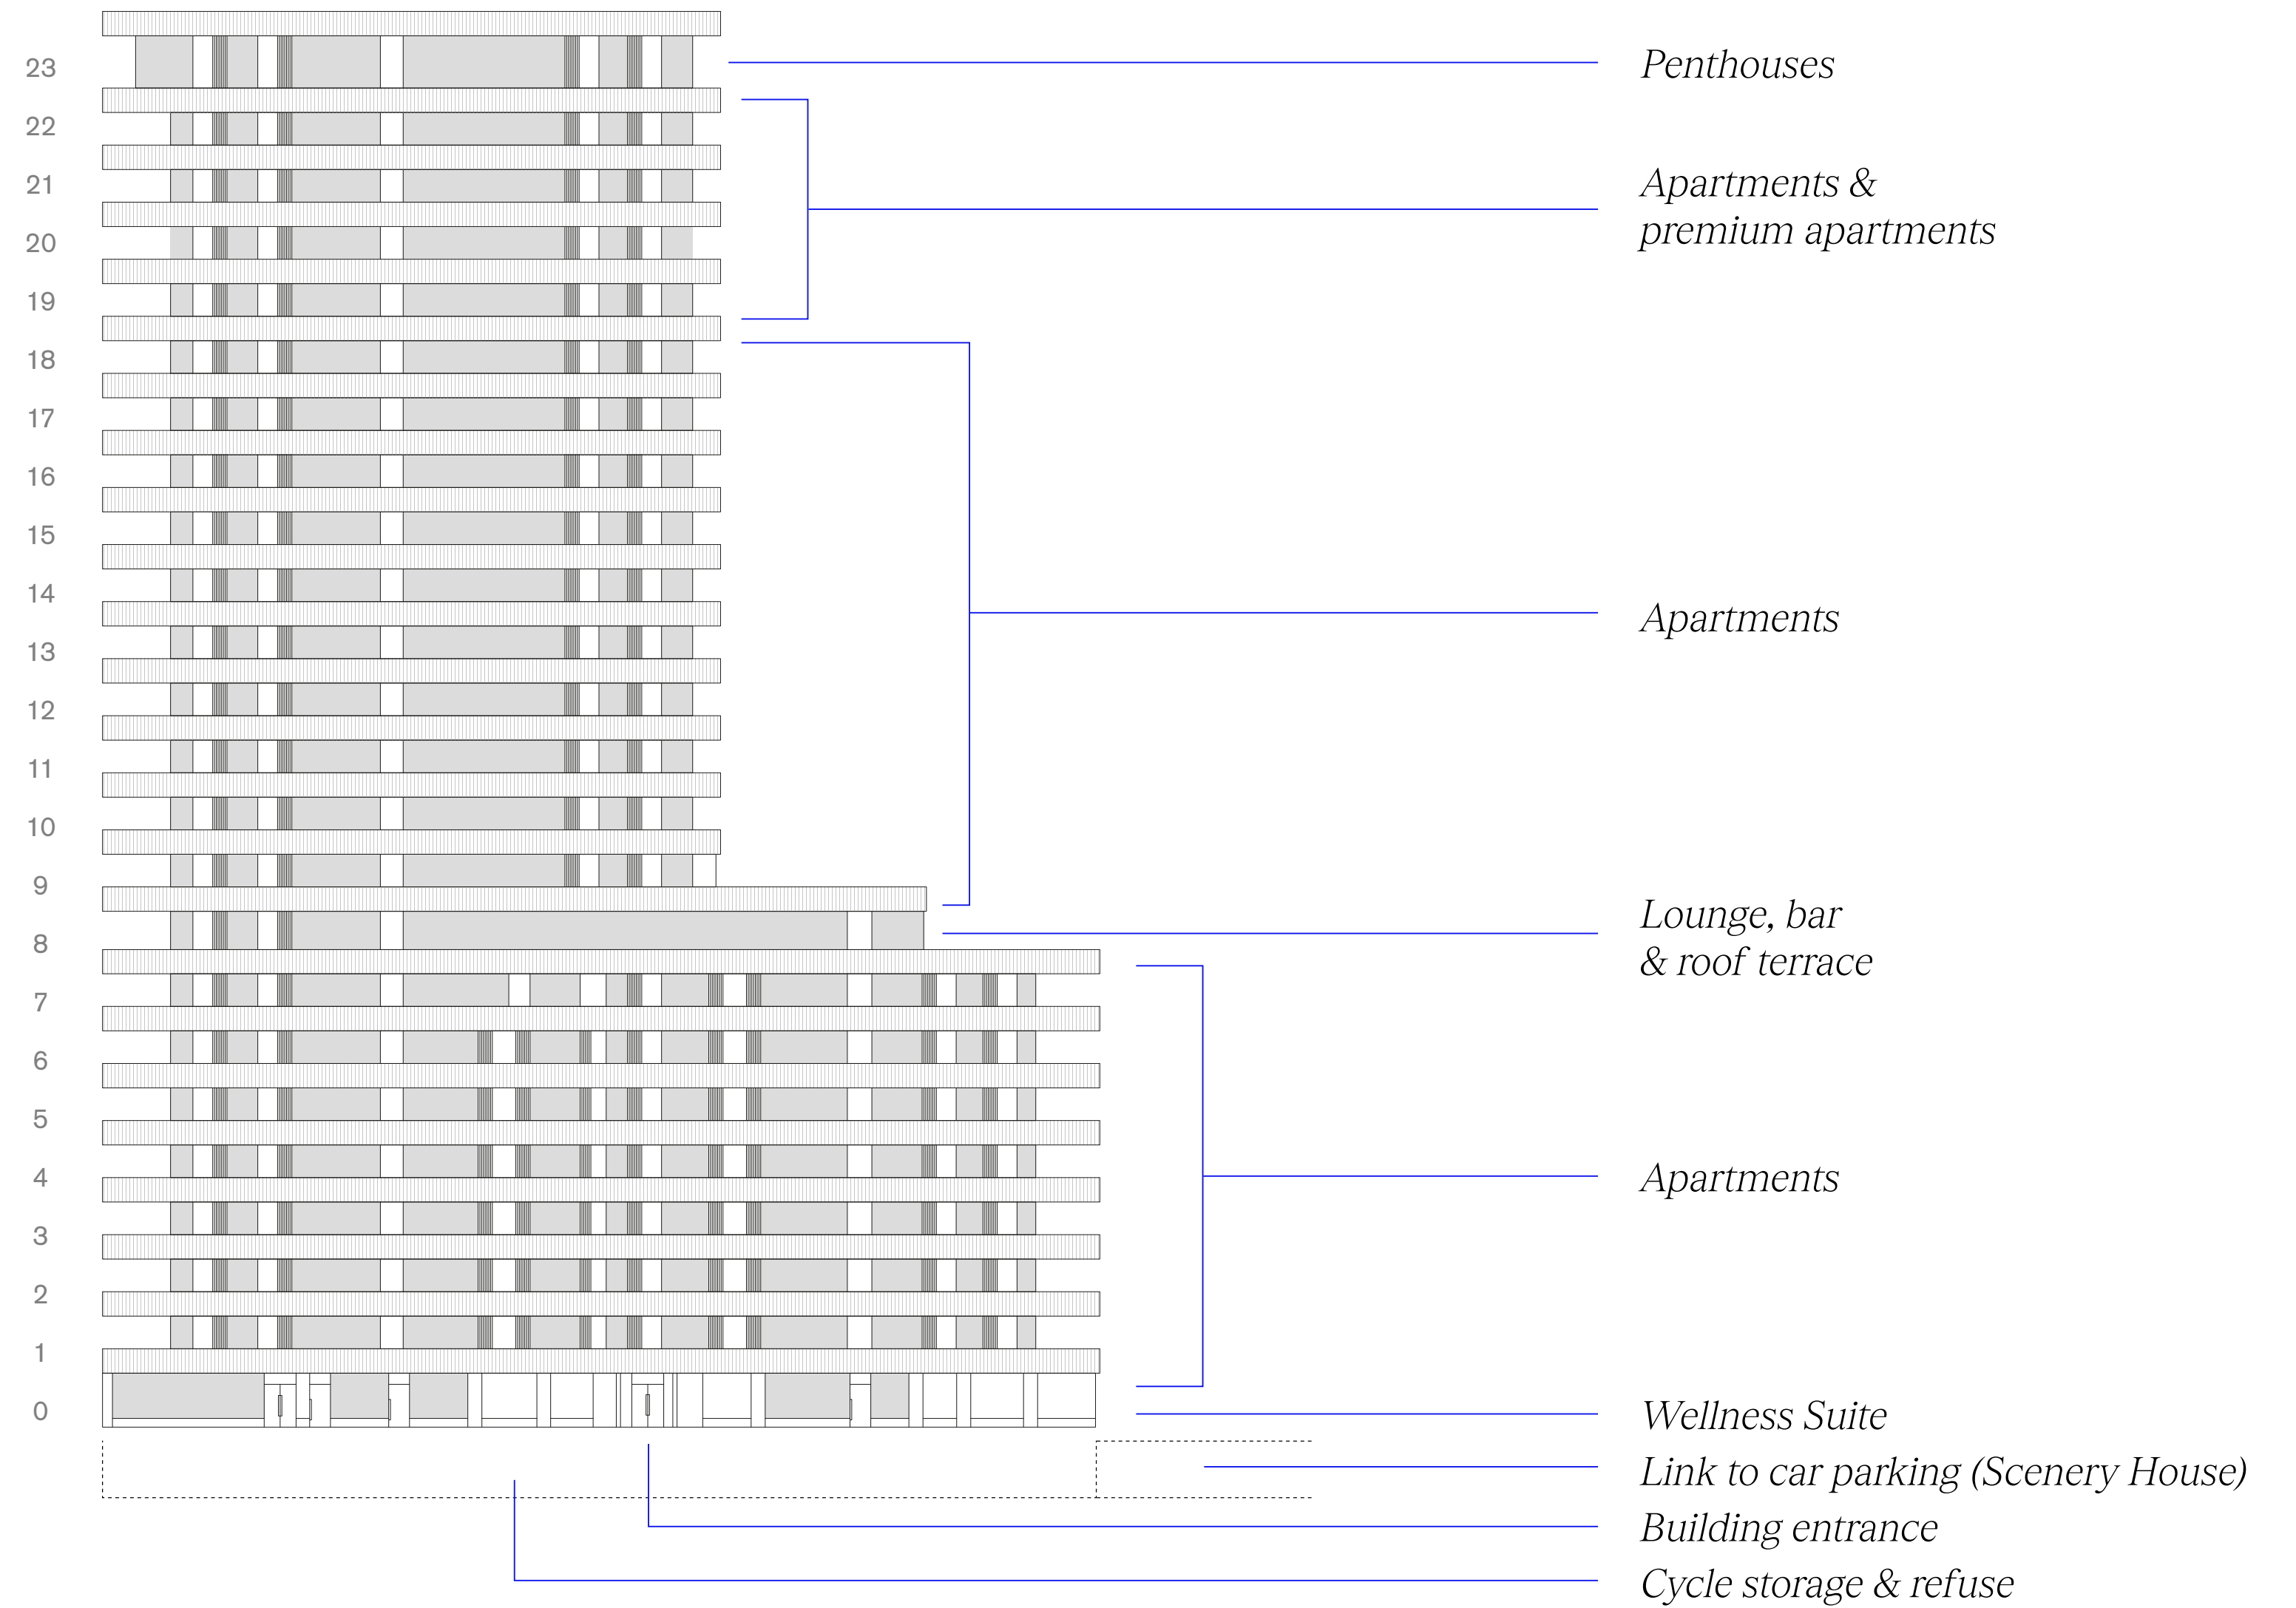 23
Penthouses
22
Apartments &
premium apartments
21
20
19
18
17
16
15
14
Apartments
13
12
11
10
9
Lounge, bar
& roof terrace
8
7
6
5
4
Apartments
3
2
1
0
Wellness Suite
Link to car parking (Scenery House)
Building entrance
Cycle storage & refuse